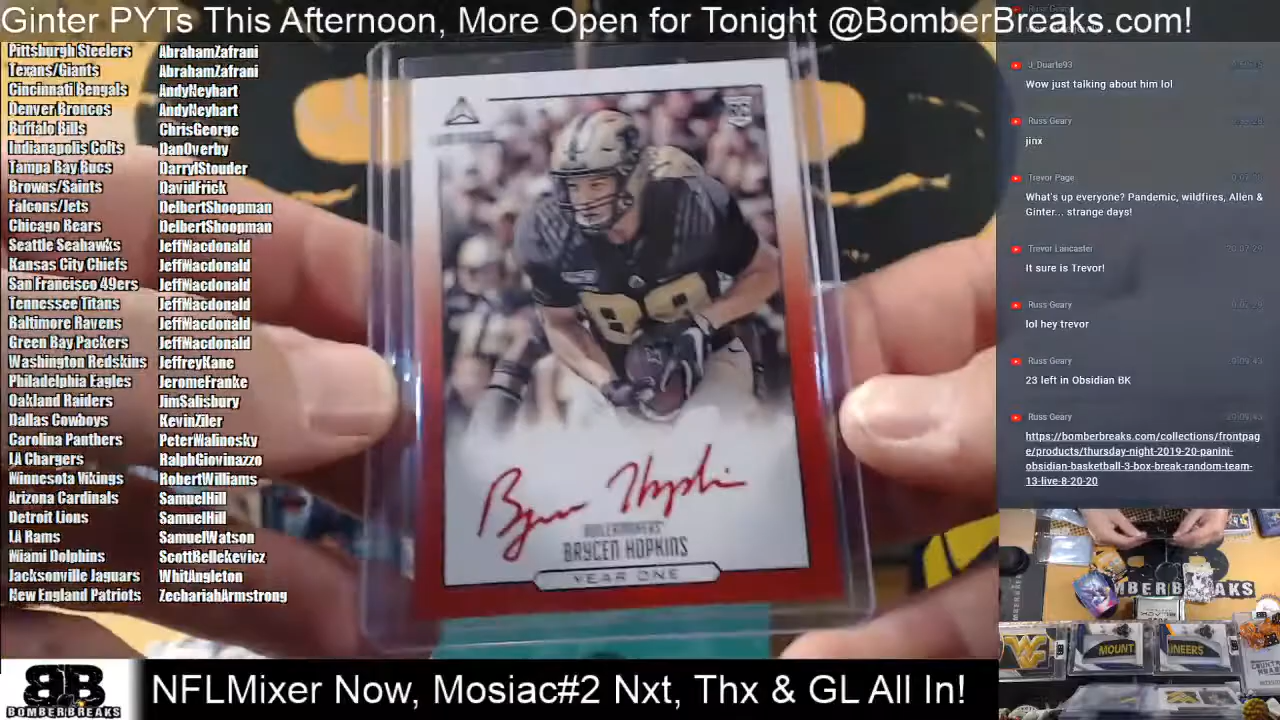 Ginter PYTs This Afternoon, More Open for Tonight @BomberBreaks.com!
Pittsburgh Steelers AbrahamZafrani
Texans/Giants AbrahamZafrani
Cincinnati Bengals AndyNeyhart
Denver Broncos AndyNeyhart
Buffalo Bills ChrisGeorge
Indianapolis Colts DanOverby
Tampa Bay Bucs DarrylStouder
Browns/Saints DavidFrick
Falcons/Jets DelbertShoopman
Chicago Bears DelbertShoopman
Seattle Seahawks JeffMacdonald
Kansas City Chiefs JeffMacdonald
San Francisco 49ers JeffMacdonald
Tennessee Titans JeffMacdonald
Baltimore Ravens JeffMacdonald
Green Bay Packers JeffMacdonald
Washington Redskins JeffreyKane
Philadelphia Eagles JeromeFranke
Oakland Raiders JimSalisbury
Dallas Cowboys KevinZiler
Carolina Panthers PeterMalinosky
LA Chargers RalphGiovinazzo
Minnesota Vikings RobertWilliams
Arizona Cardinals SamuelHill
Detroit Lions SamuelHill
LA Rams SamuelWatson
Miami Dolphins ScottBellekevicz
Jacksonville Jaguars WhitAngleton
New England Patriots ZechariahArmstrong
89
BOILERMAKERS
BRYCEN HOPKINS
YEAR ONE
J_Duarte93
Wow just talking about him lol
Russ Geary
jinx
Trevor Page
What's up everyone? Pandemic, wildfires, Allen &
Ginter... strange days!
Trevor Lancaster
It sure is Trevor!
Russ Geary
lol hey trevor
Russ Geary
23 left in Obsidian BK
Russ Geary
https://bomberbreaks.com/collections/frontpag
e/products/thursday-night-2019-20-panini-
obsidian-basketball-3-box-break-random-team-
13-live-8-20-20
MBER BREAKS
MOUNT
INEERS
BB
BOMBERBREAKS
NFLMixer Now, Mosiac#2 Nxt, Thx & GL All In!